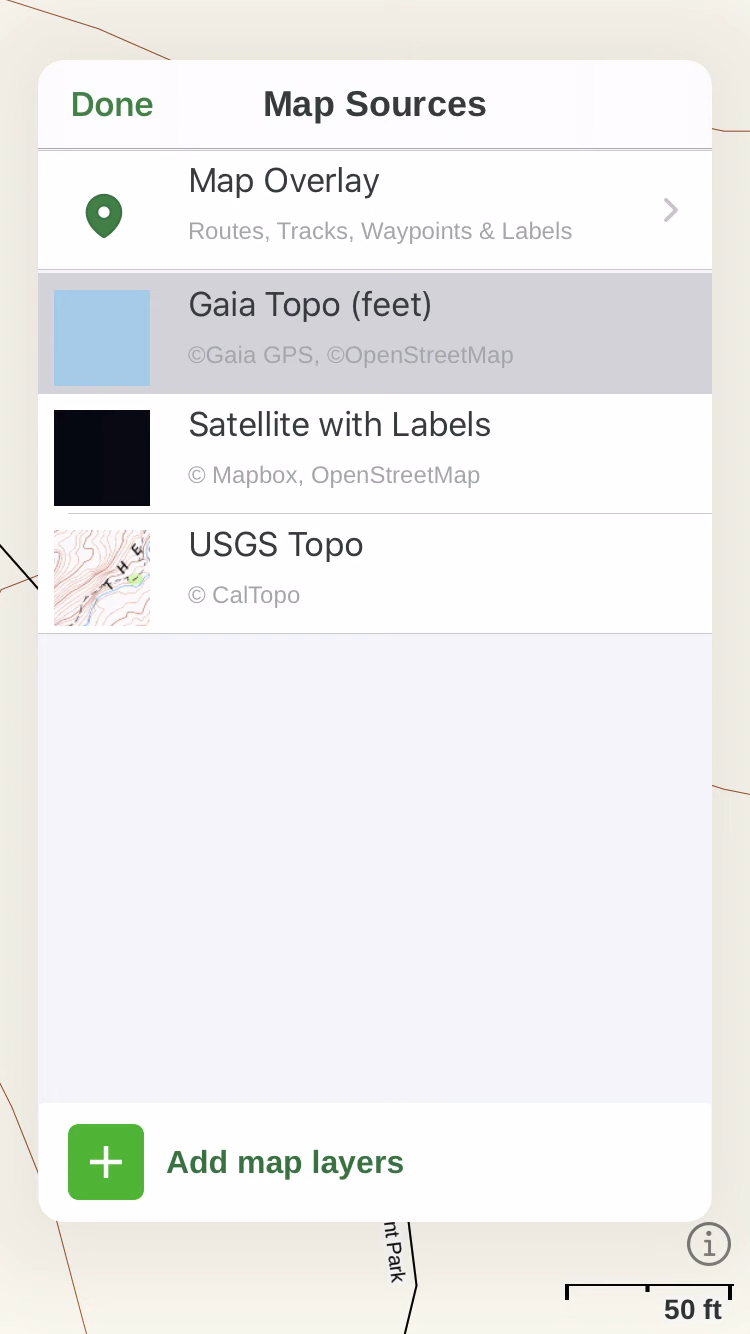 Done
Map Sources
Map Overlay
Routes, Tracks, Waypoints & Labels
Gaia Topo (feet)
©Gaia GPS, ©OpenStreetMap
Satellite with Labels
© Mapbox, OpenStreetMap
USGS Topo
© CalTopo
THE
Add map layers
nt Park
50 ft